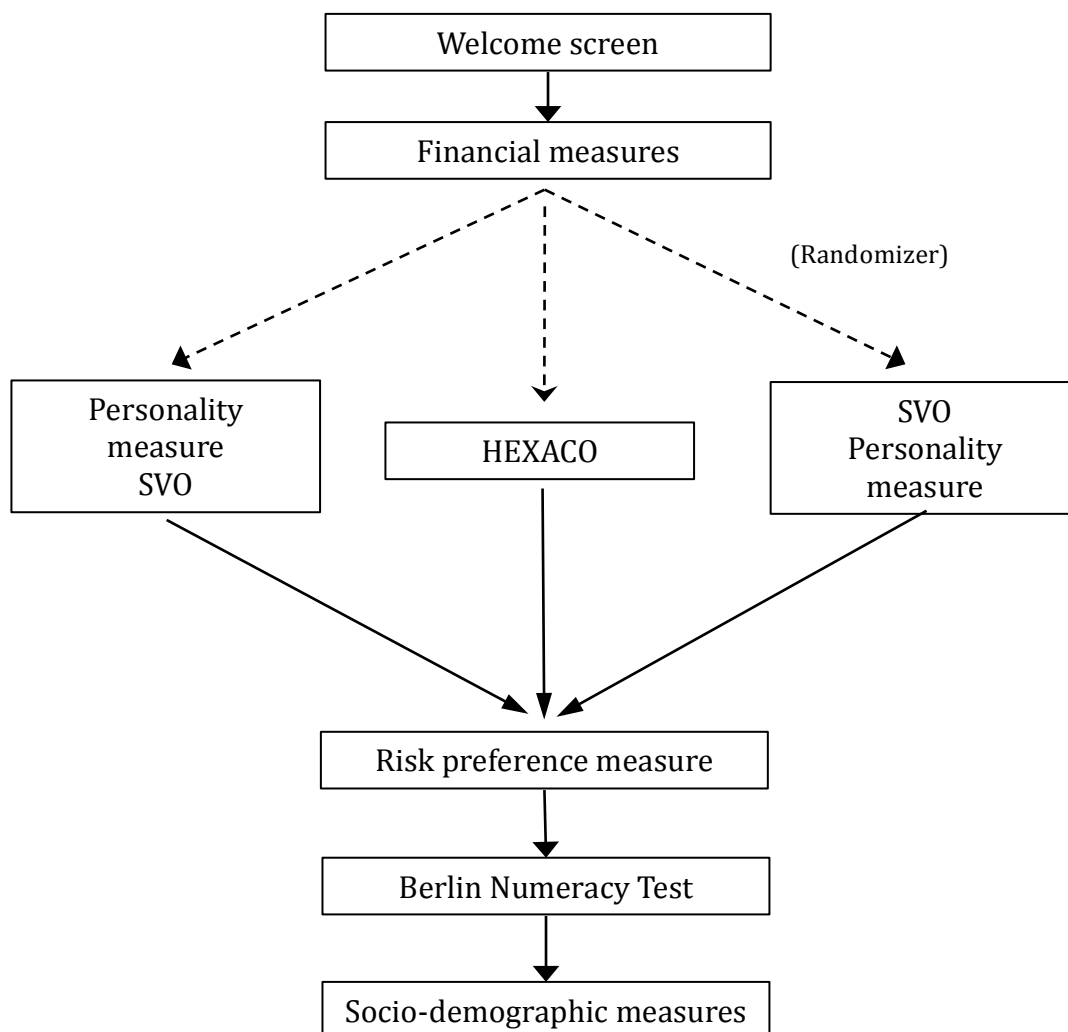 Welcome screen
Financial measures
(Randomizer)
Personality
measure
SVO
HEXACO
SVO
Personality
measure
Risk preference measure
Berlin Numeracy Test
Socio-demographic measures